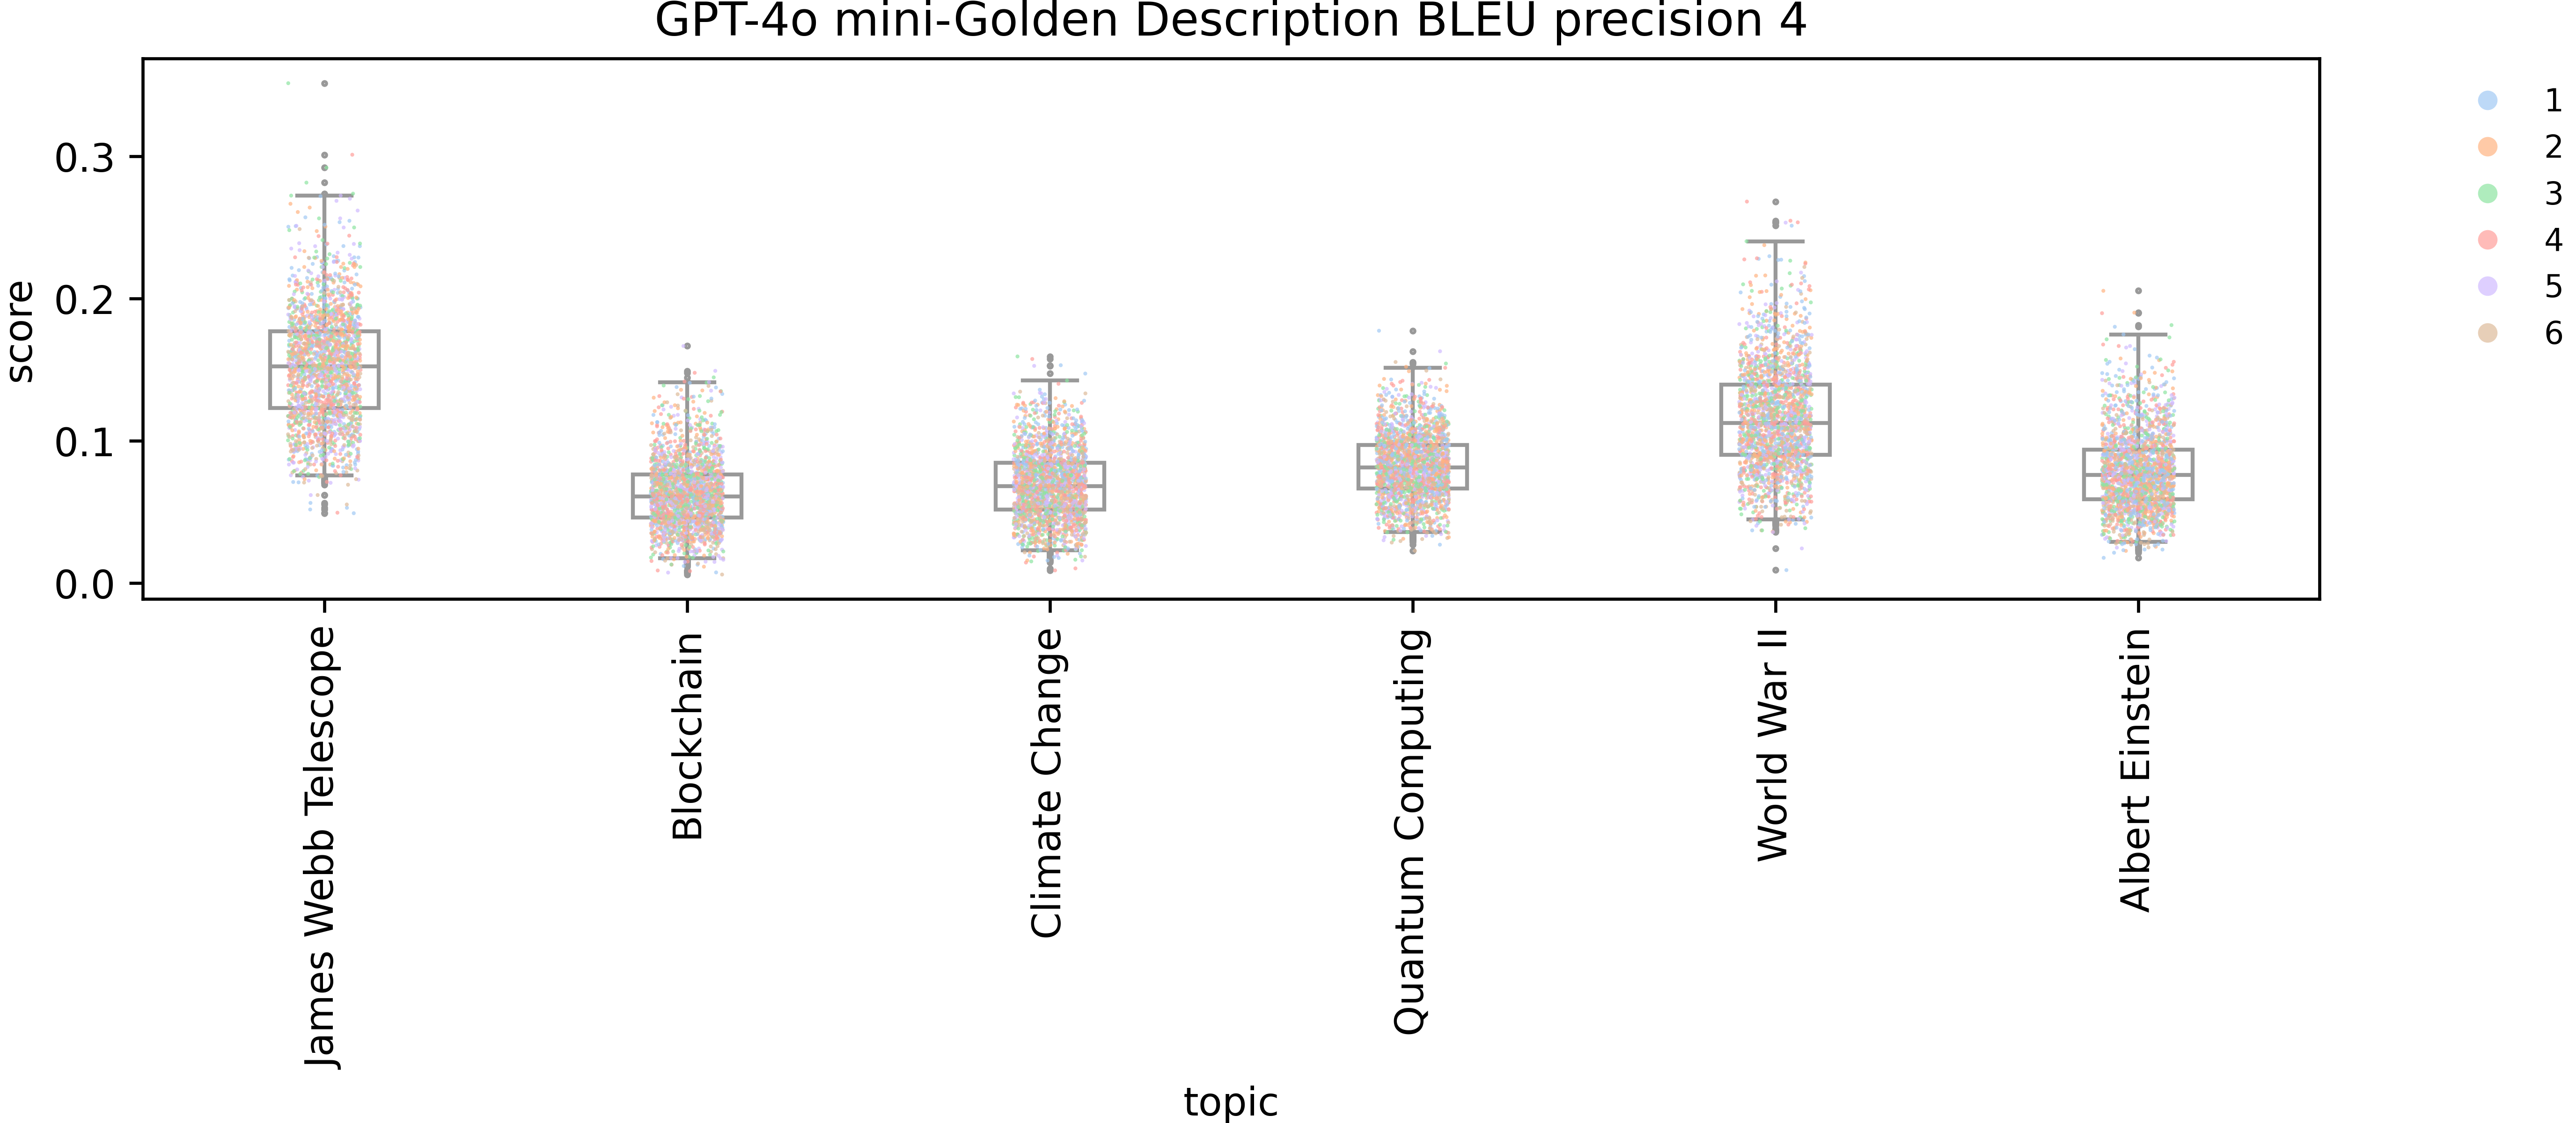 GPT-4o mini-Golden Description BLEU precision 4
score
0.3
0.2
0.1
0.0
1
2
3
4
5
6
James Webb Telescope
Blockchain
Climate Change
Quantum Computing
World War II
Albert Einstein
topic